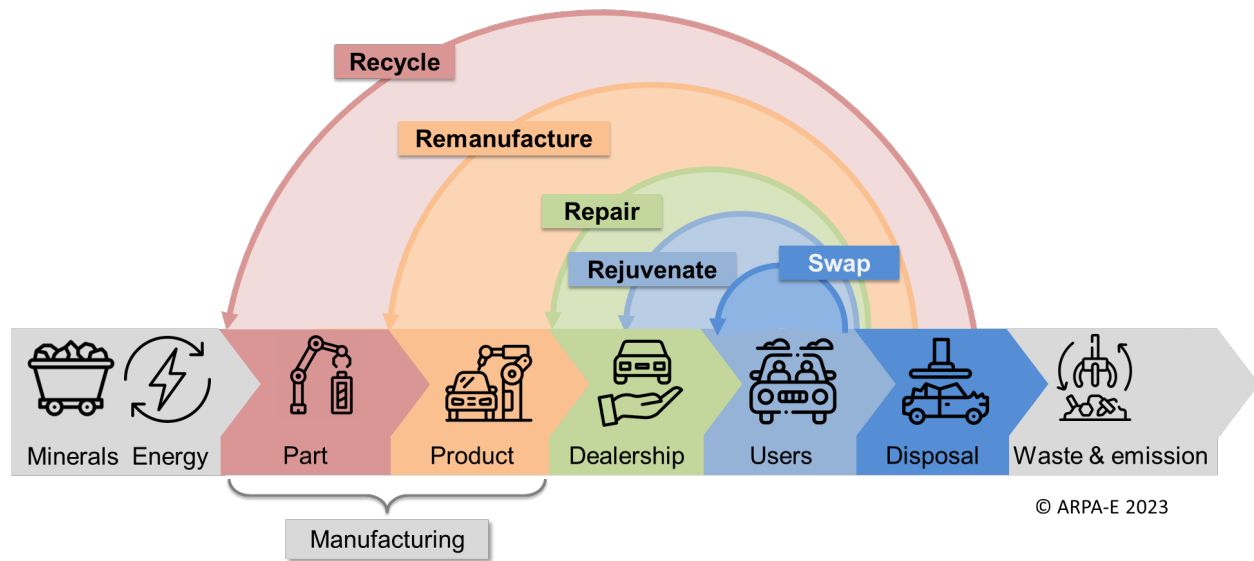 Recycle
Remanufacture
Repair
Rejuvenate
Swap
Minerals Energy Part Product Dealership Users Disposal Waste & emission
© ARPA-E 2023
Manufacturing